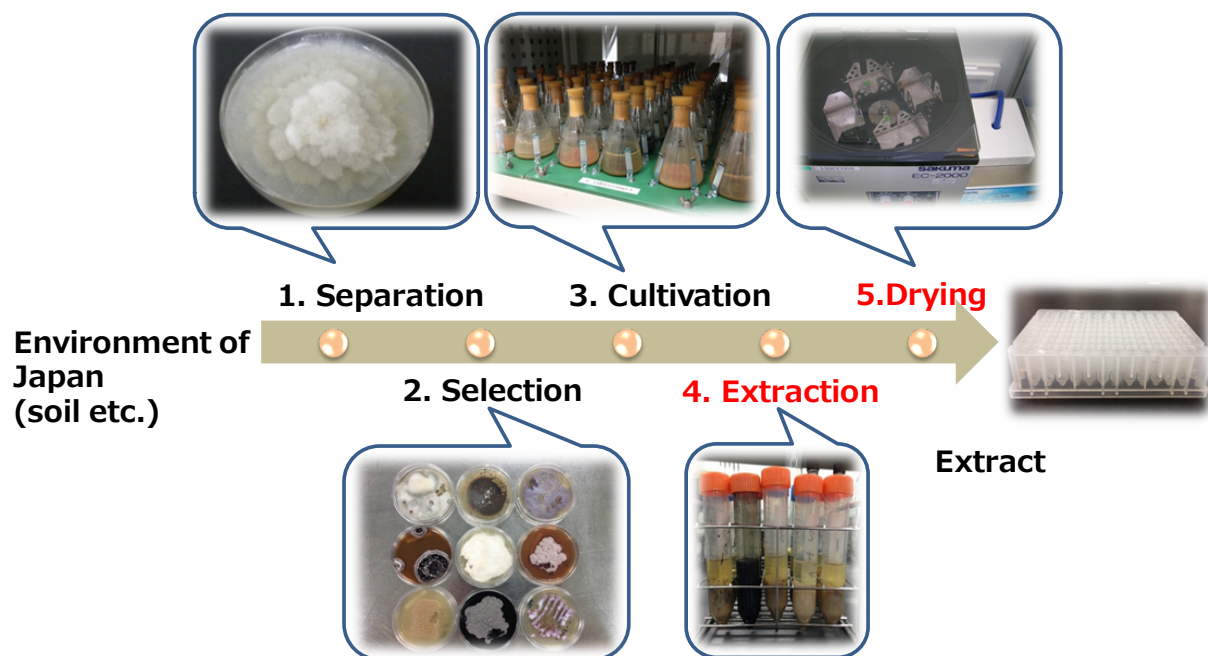 1. Separation
3. Cultivation
5.Drying
Environment of
Japan
(soil etc.)
2. Selection
4. Extraction
Extract
sakuma
EC-2000